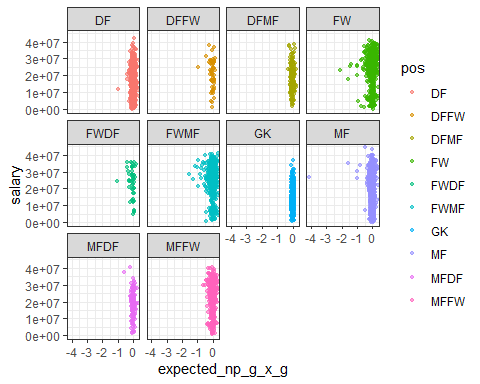 DF DFFW DFMF FW
4e+07
3e+07
2e+07
1e+07
0e+00
FWDF FWMF GK MF
4e+07
3e+07
2e+07
1e+07
0e+00
-4 -3 -2 -1 0 -4 -3 -2 -1 0
MFDF MFFW
4e+07
3e+07
2e+07
1e+07
0e+00
-4 -3 -2 -1 0 -4 -3 -2 -1 0
expected_np_g_x_g
salary
pos
DF
DFFW
DFMF
FW
FWDF
FWMF
GK
MF
MFDF
MFFW